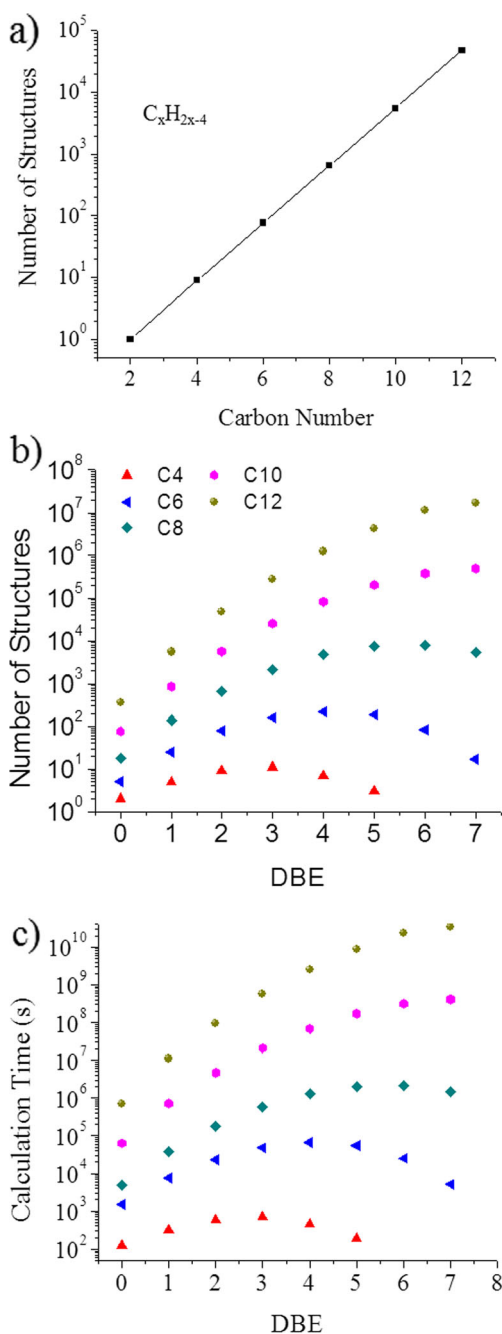 a)
10^5
10^4
10^3
10^2
10^1
10^0
Number of Structures
C_xH_{2x-4}
2 4 6 8 10 12
Carbon Number
b)
10^8
10^7
10^6
10^5
10^4
10^3
10^2
10^1
10^0
Number of Structures
C4 C10
C6 C12
C8
0 1 2 3 4 5 6 7
DBE
c)
10^10
10^9
10^8
10^7
10^6
10^5
10^4
10^3
10^2
Calculation Time (s)
0 1 2 3 4 5 6 7 8
DBE